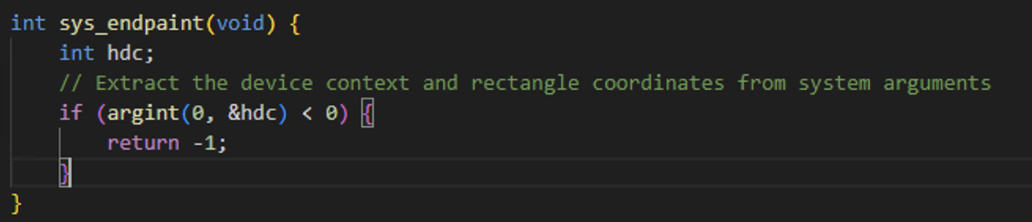 int sys_endpaint(void) {
    int hdc;
    // Extract the device context and rectangle coordinates from system arguments
    if (argint(0, &hdc) < 0) {
        return -1;
    }
}